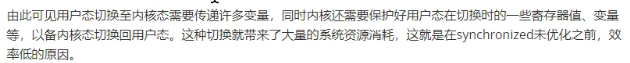 由此可见用户态切换至内核态需要传递许多变量，同时内核还需要保护好用户态在切换时的一些寄存器值、变量
等，以备内核态切换回用户态。这种切换就带来了大量的系统资源消耗，这就是在synchronized未优化之前，效
率低的原因。